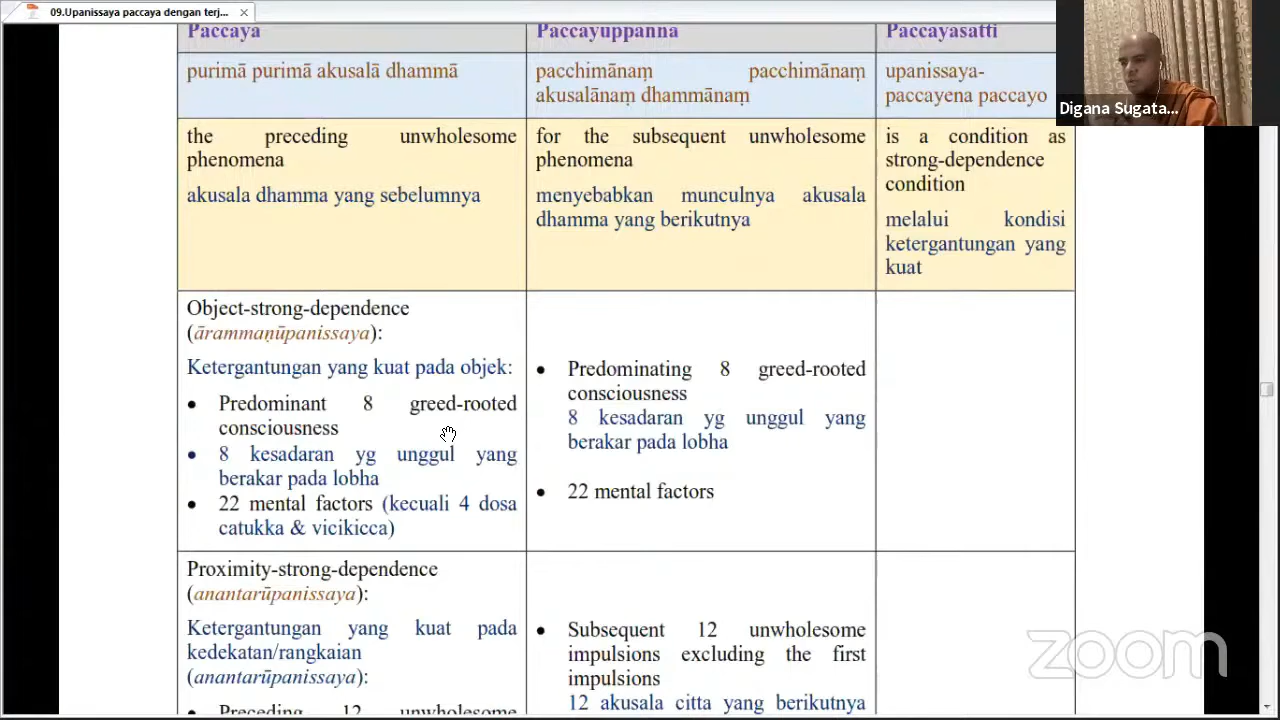 09.Upanissaya paccaya dengan terj...
Paccaya
Paccayuppanna
Paccayasatti
purimā purimā akusalā dhammā
pacchimānaṃ pacchimānaṃ
akusalānaṃ dhammānaṃ
upanissaya-
paccayena paccayo
Digana Sugata...
the preceding unwholesome
phenomena
akusala dhamma yang sebelumnya
for the subsequent unwholesome
phenomena
menyebabkan munculnya akusala
dhamma yang berikutnya
is a condition as
strong-dependence
condition
melalui kondisi
ketergantungan yang
kuat
Object-strong-dependence
(ārammaṇūpanissaya):
Ketergantungan yang kuat pada objek:
• Predominant 8 greed-rooted
consciousness
• 8 kesadaran yg unggul yang
berakar pada lobha
• 22 mental factors (kecuali 4 dosa
catukka & vicikicca)
• Predominating 8 greed-rooted
consciousness
8 kesadaran yg unggul yang
berakar pada lobha
• 22 mental factors
Proximity-strong-dependence
(anantarūpanissaya):
Ketergantungan yang kuat pada
kedekatan/rangkaian
(anantarūpanissaya):
• Preceding 12 unwholesome
• Subsequent 12 unwholesome
impulsions excluding the first
impulsions
12 akusala citta yang berikutnya
zoom